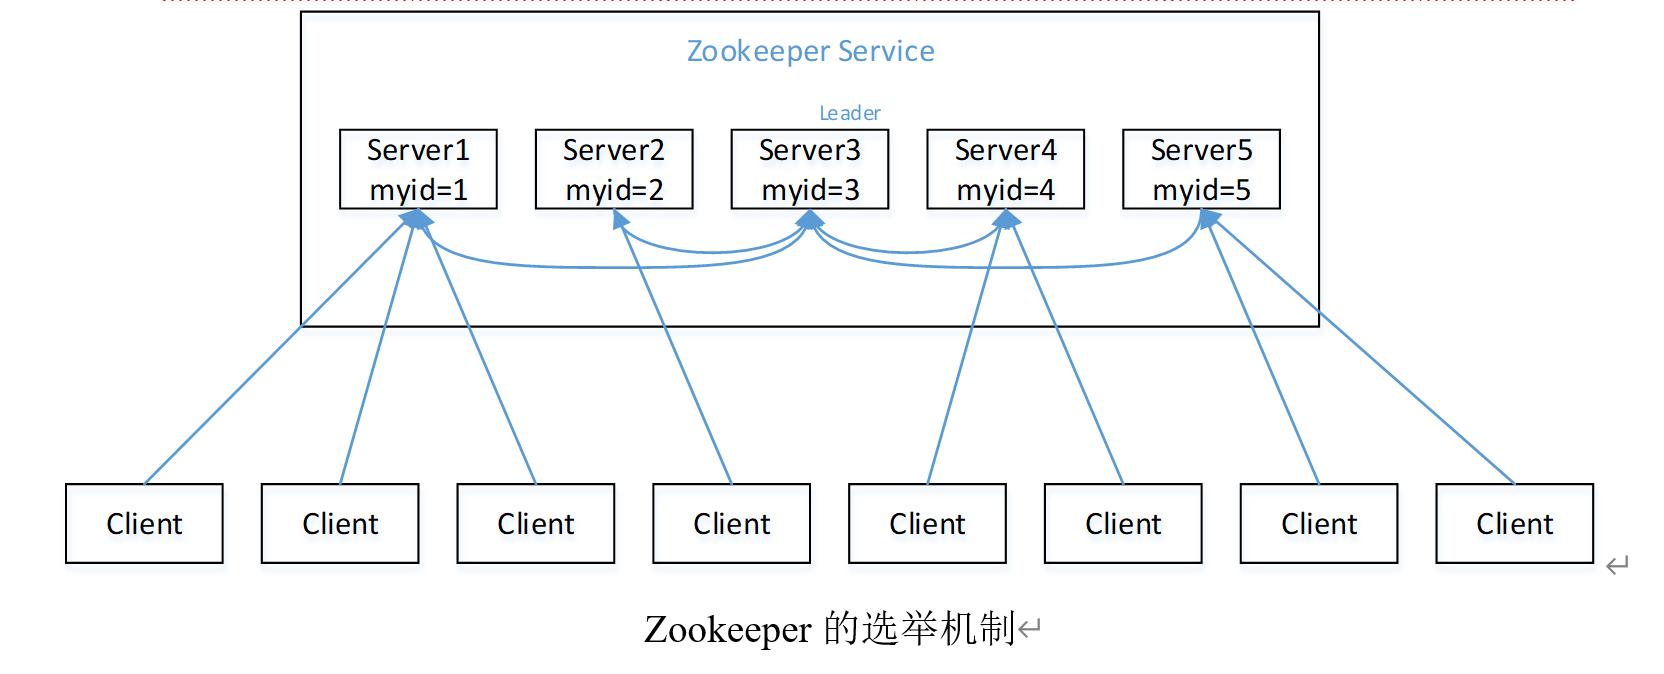 Zookeeper Service
Leader
Server1
myid=1
Server2
myid=2
Server3
myid=3
Server4
myid=4
Server5
myid=5
Client
Client
Client
Client
Client
Client
Client
Client
Zookeeper 的选举机制